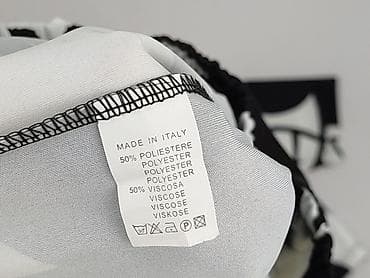 MADE IN ITALY
50% POLIESTERE
POLYESTER
POLYESTER
POLYESTER
50% VISCOSA
VISCOSE
VISCOSE
VISKOSE
P